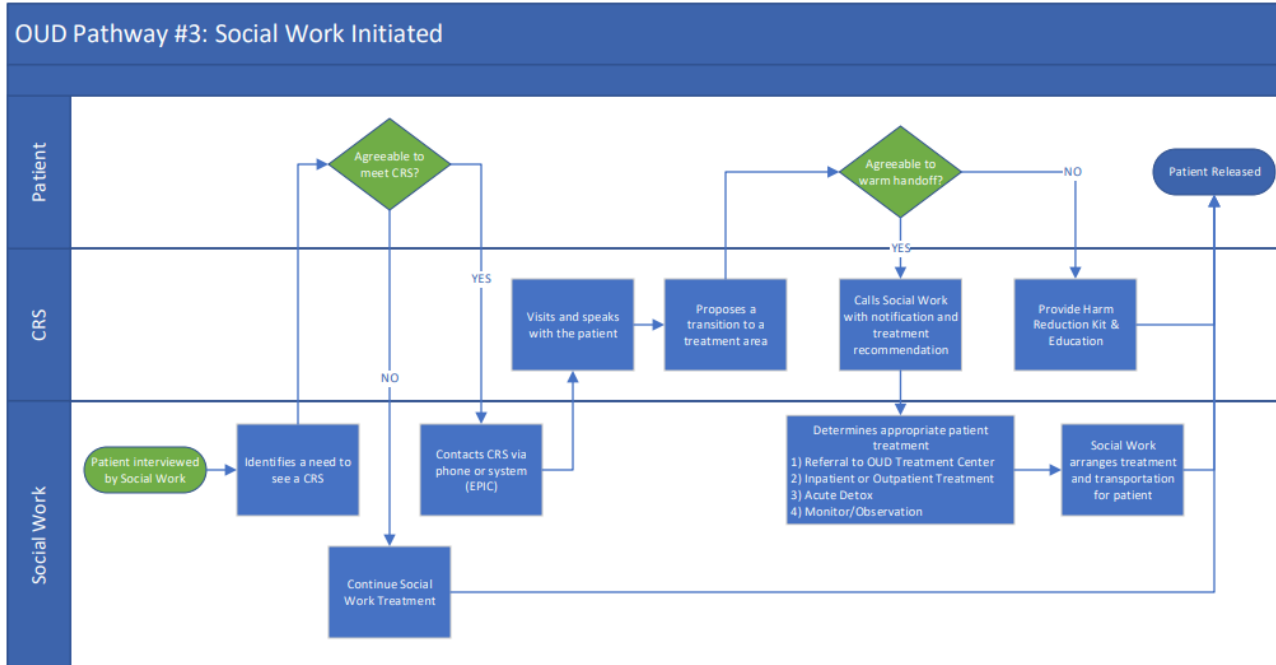 OUD Pathway #3: Social Work Initiated
Patient
Agreeable to
meet CRS?
Agreeable to
warm handoff?
NO
Patient Released
YES
CRS
YES
Visits and speaks
with the patient
Proposes a
transition to a
treatment area
Calls Social Work
with notification and
treatment
recommendation
Provide Harm
Reduction Kit &
Education
NO
Social Work
Patient interviewed
by Social Work
Identifies a need to
see a CRS
Contacts CRS via
phone or system
(EPIC)
Determines appropriate patient
treatment
1) Referral to OUD Treatment Center
2) Inpatient or Outpatient Treatment
3) Acute Detox
4) Monitor/Observation
Social Work
arranges treatment
and transportation
for patient
Continue Social
Work Treatment